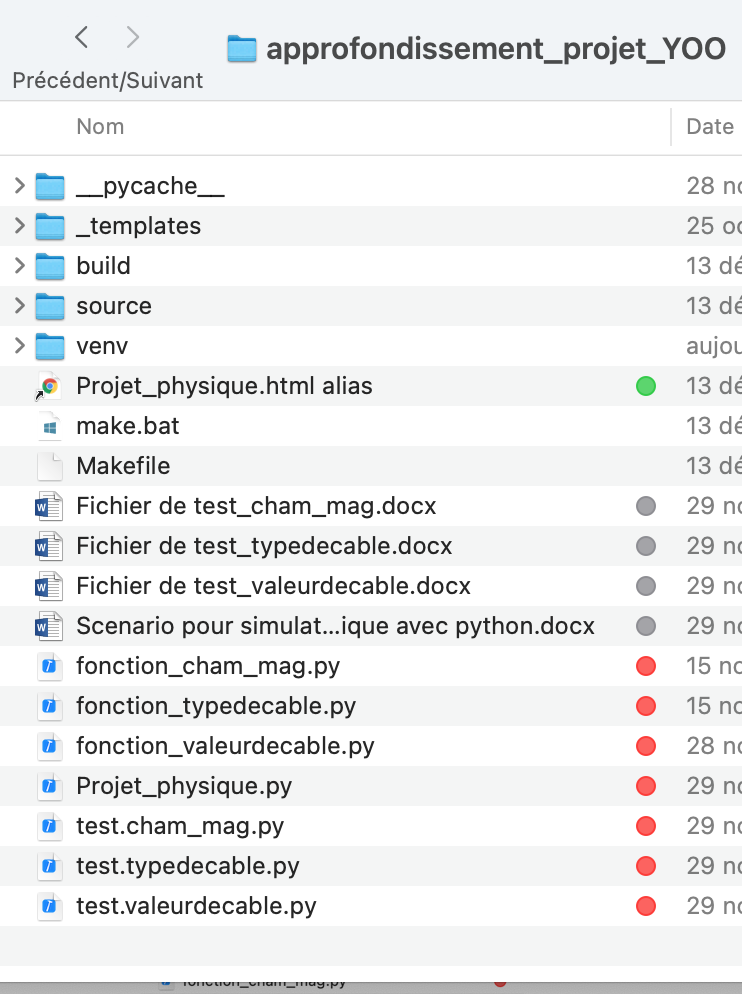 approfondissement_projet_YOO
Précédent/Suivant
Nom Date
__pycache__ 28 no
_templates 25 oc
build 13 dé
source 13 dé
venv aujou
Projet_physique.html alias 13 dé
make.bat 13 dé
Makefile 13 dé
Fichier de test_cham_mag.docx 29 no
Fichier de test_typedecable.docx 29 no
Fichier de test_valeurdecable.docx 29 no
Scenario pour simulat...ique avec python.docx 29 no
fonction_cham_mag.py 15 no
fonction_typedecable.py 15 no
fonction_valeurdecable.py 28 no
Projet_physique.py 29 no
test.cham_mag.py 29 no
test.typedecable.py 29 no
test.valeurdecable.py 29 no
fonction_cham_mag.py